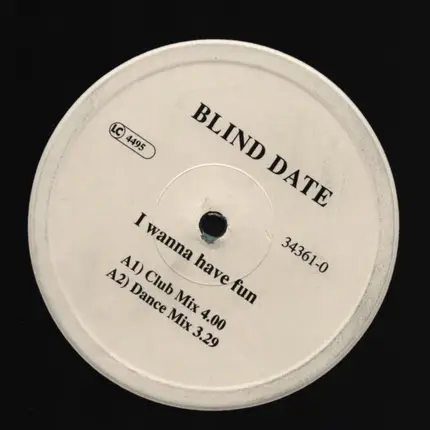 BLIND DATE
LC 4495
34361-0
I wanna have fun
A1) Club Mix 4.00
A2) Dance Mix 3.29